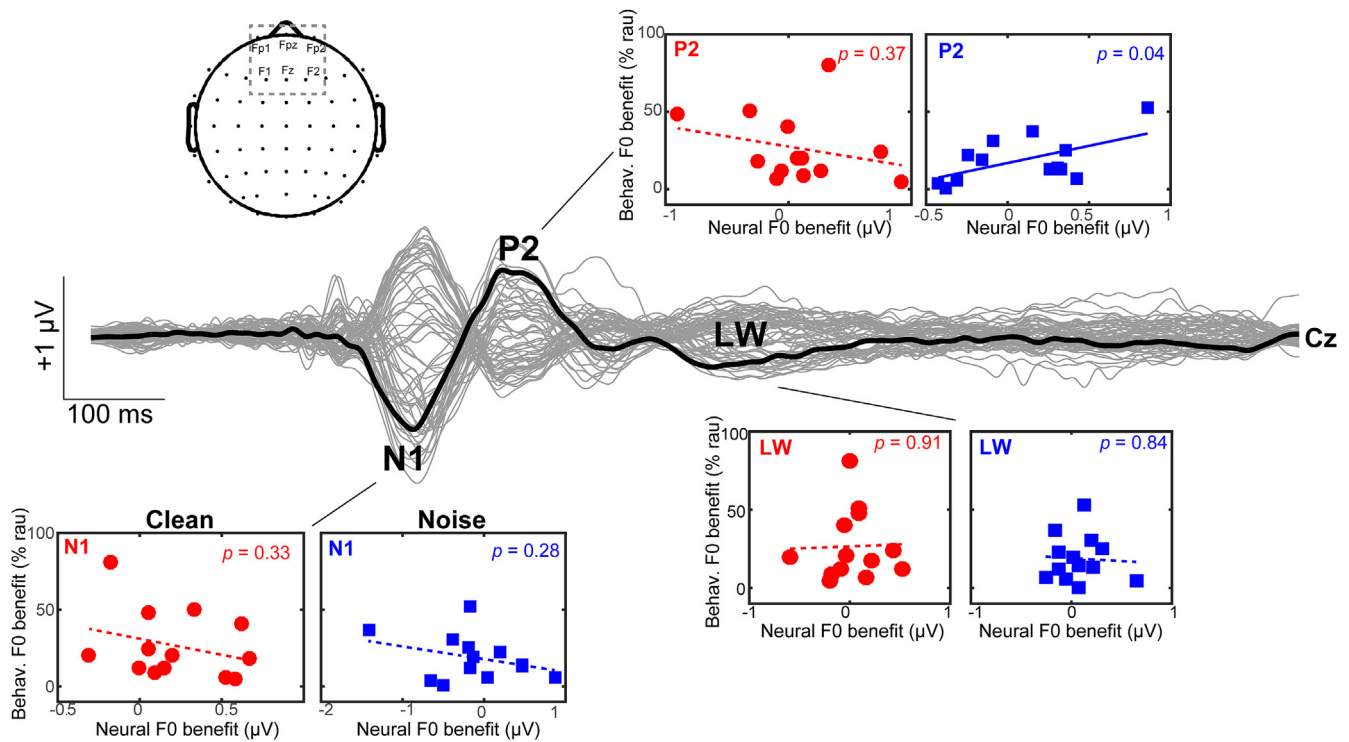 Fp1 Fpz Fp2
F1 Fz F2
Behav. F0 benefit (% rau)
100
50
0
P2
p = 0.37
-1 0 1
Neural F0 benefit (µV)
P2
p = 0.04
-0.5 0 0.5 1
Neural F0 benefit (µV)
+1 µV
100 ms
N1
P2
LW
Cz
Behav. F0 benefit (% rau)
100
50
0
LW
p = 0.91
-1 0 1
Neural F0 benefit (µV)
LW
p = 0.84
-1 0 1
Neural F0 benefit (µV)
Clean
Behav. F0 benefit (% rau)
100
50
0
N1
p = 0.33
-0.5 0 0.5
Neural F0 benefit (µV)
Noise
N1
p = 0.28
-2 -1 0 1
Neural F0 benefit (µV)